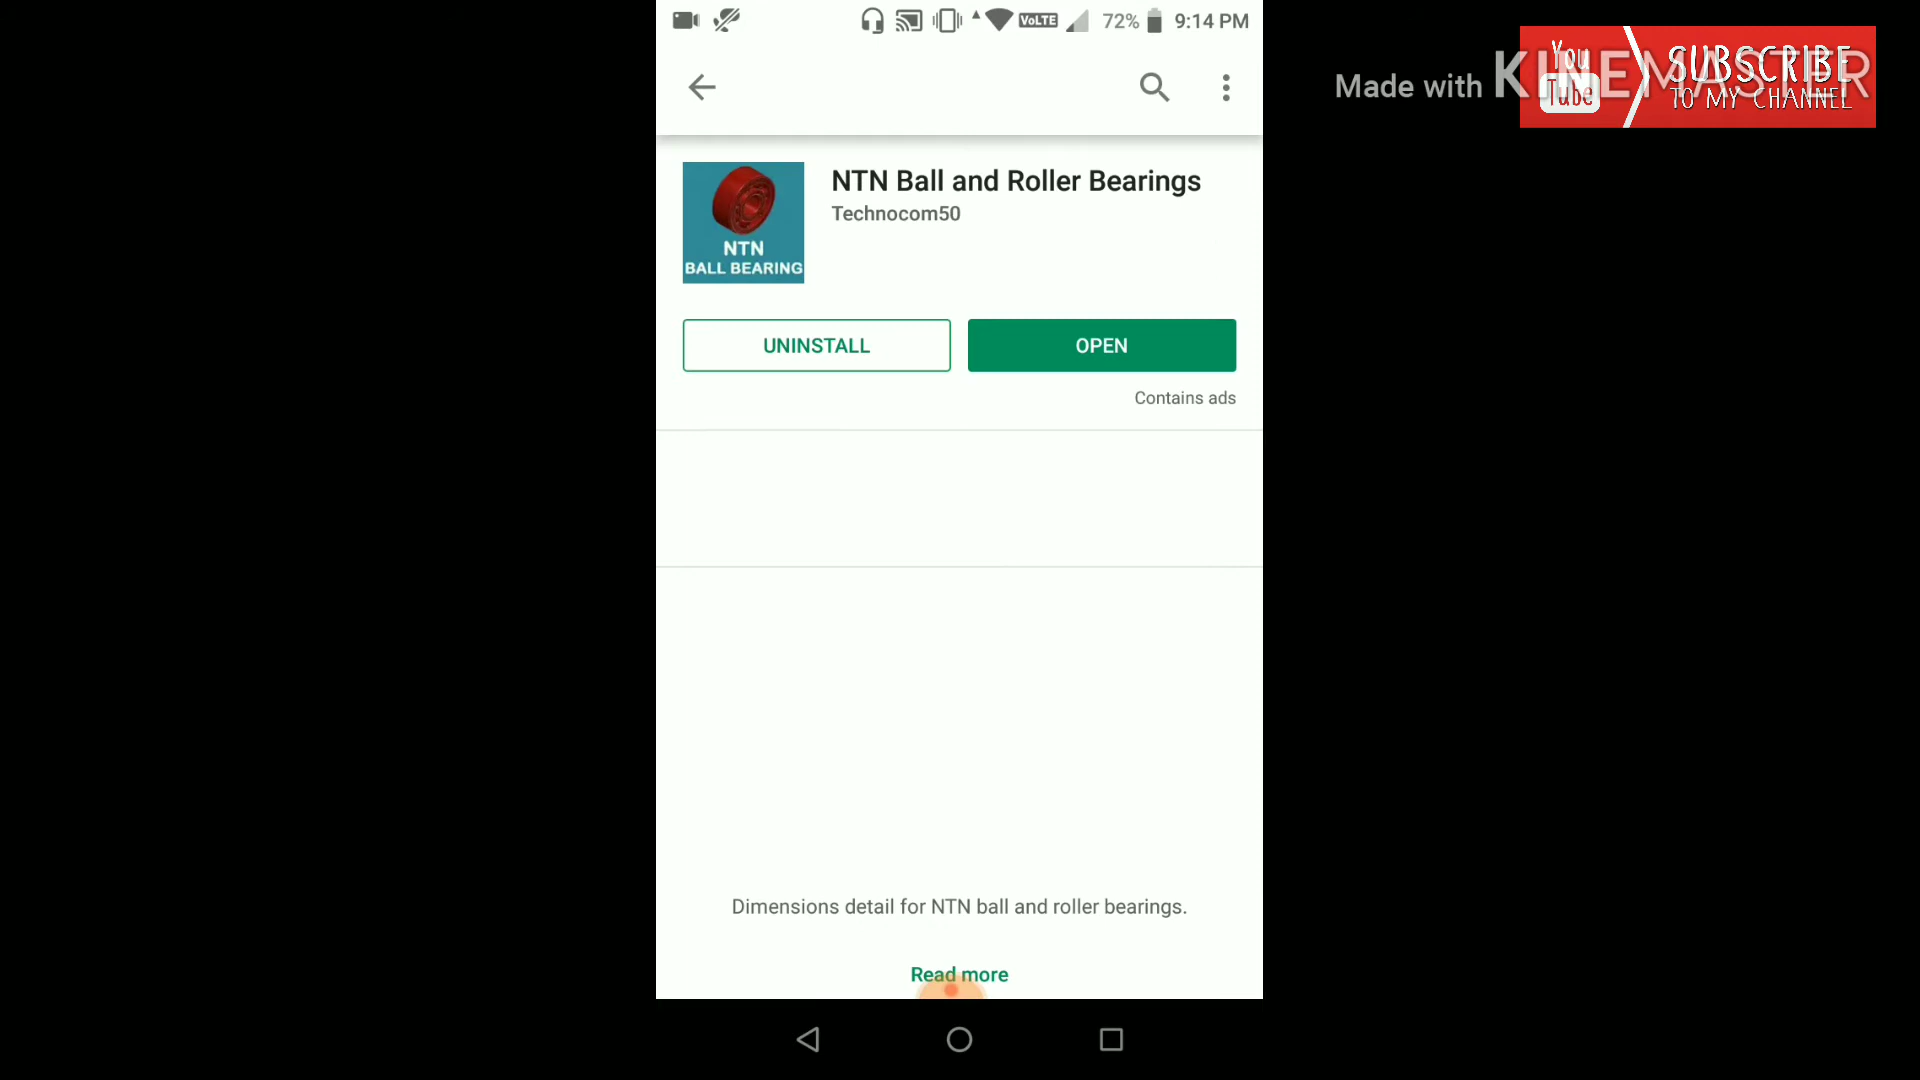 VoLTE 72% 9:14 PM
Made with KINEMASTER
You Tube SUBSCRIBE
TO MY CHANNEL
NTN Ball and Roller Bearings
Technocom50
NTN
BALL BEARING
UNINSTALL OPEN
Contains ads
Dimensions detail for NTN ball and roller bearings.
Read more